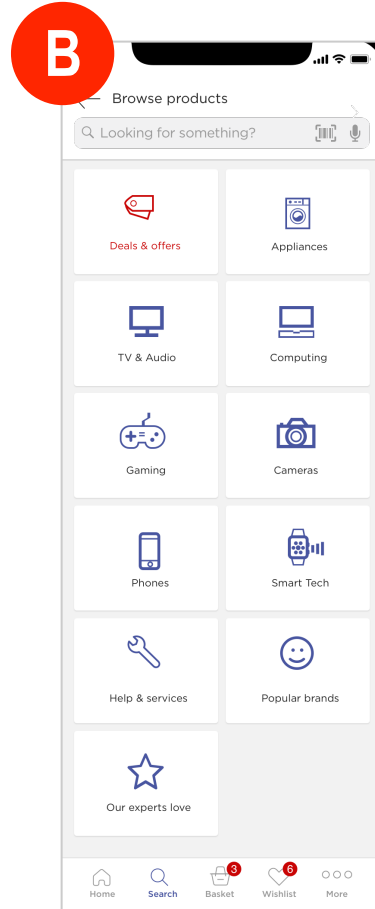 B
Browse products
Looking for something?
Deals & offers
Appliances
TV & Audio
Computing
Gaming
Cameras
Phones
Smart Tech
Help & services
Popular brands
Our experts love
3
6
Home
Search
Basket
Wishlist
More